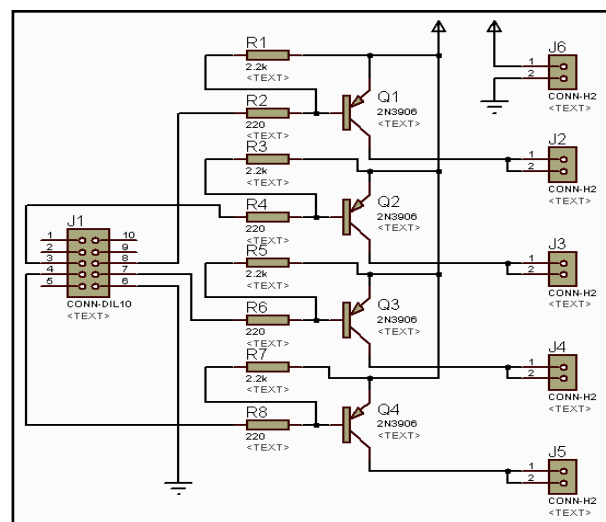 R1
2.2k
<TEXT>
R2
220
<TEXT>
Q1
2N3906
<TEXT>
J6
1
2
CONN-H2
<TEXT>
R3
2.2k
<TEXT>
J2
1
2
CONN-H2
<TEXT>
R4
220
<TEXT>
Q2
2N3906
<TEXT>
J1
1
2
3
4
5
10
9
8
7
6
CONN-DIL10
<TEXT>
R5
2.2k
<TEXT>
J3
1
2
CONN-H2
<TEXT>
R6
220
<TEXT>
Q3
2N3906
<TEXT>
R7
2.2k
<TEXT>
J4
1
2
CONN-H2
<TEXT>
R8
220
<TEXT>
Q4
2N3906
<TEXT>
J5
1
2
CONN-H2
<TEXT>